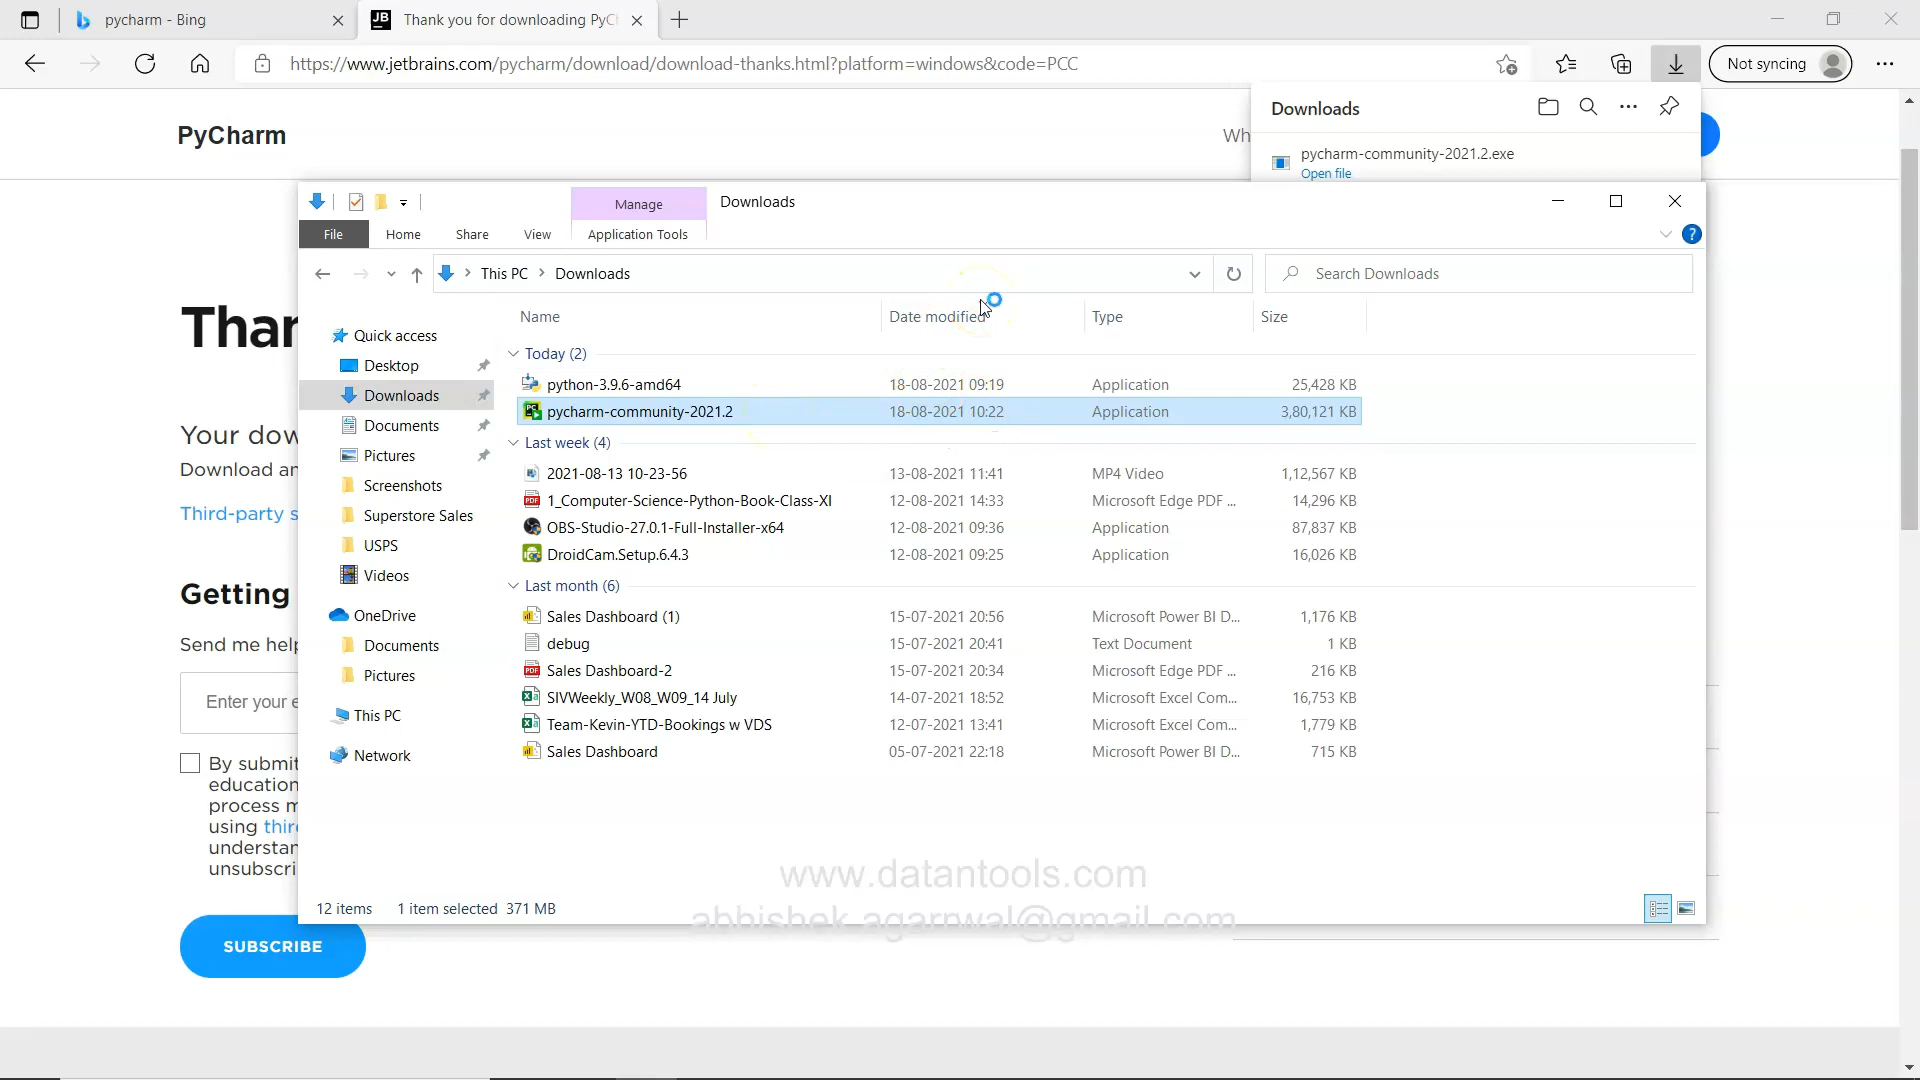 pycharm - Bing
Thank you for downloading PyC
https://www.jetbrains.com/pycharm/download/download-thanks.html?platform=windows&code=PCC
Not syncing
PyCharm
Wh
Downloads
pycharm-community-2021.2.exe
Open file
Manage
Downloads
File
Home
Share
View
Application Tools
This PC
Downloads
Search Downloads
Name
Date modified
Type
Size
Quick access
Desktop
Downloads
Documents
Pictures
Screenshots
Superstore Sales
USPS
Videos
OneDrive
Documents
Pictures
This PC
Network
Today (2)
python-3.9.6-amd64 18-08-2021 09:19 Application 25,428 KB
pycharm-community-2021.2 18-08-2021 10:22 Application 3,80,121 KB
Last week (4)
2021-08-13 10-23-56 13-08-2021 11:41 MP4 Video 1,12,567 KB
1_Computer-Science-Python-Book-Class-XI 12-08-2021 14:33 Microsoft Edge PDF ... 14,296 KB
OBS-Studio-27.0.1-Full-Installer-x64 12-08-2021 09:36 Application 87,837 KB
DroidCam.Setup.6.4.3 12-08-2021 09:25 Application 16,026 KB
Last month (6)
Sales Dashboard (1) 15-07-2021 20:56 Microsoft Power BI D... 1,176 KB
debug 15-07-2021 20:41 Text Document 1 KB
Sales Dashboard-2 15-07-2021 20:34 Microsoft Edge PDF ... 216 KB
SIVWeekly_W08_W09_14 July 14-07-2021 18:52 Microsoft Excel Com... 16,753 KB
Team-Kevin-YTD-Bookings w VDS 12-07-2021 13:41 Microsoft Excel Com... 1,779 KB
Sales Dashboard 05-07-2021 22:18 Microsoft Power BI D... 715 KB
12 items 1 item selected 371 MB
Than
Your dow
Download an
Third-party s
Getting
Send me help
Enter your e
By submit
education
process m
using third
understan
unsubscri
SUBSCRIBE
www.datantools.com
abhishek.agarrwal@gmail.com